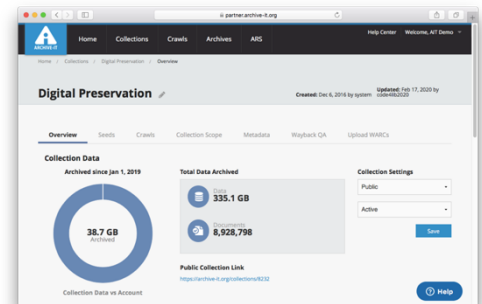 partner.archive-it.org
ARCHIVE-IT
Home Collections Crawls Archives ARS
Help Center Welcome, AIT Demo
Home / Collections / Digital Preservation / Overview
Digital Preservation
Created: Dec 6, 2016 by system
Updated: Feb 17, 2020 by
code4lib2020
Overview Seeds Crawls Collection Scope Metadata Wayback QA Upload WARCs
Collection Data
Archived since Jan 1, 2019
38.7 GB
Archived
Collection Data vs Account
Total Data Archived
Data
335.1 GB
Documents
8,928,798
Public Collection Link
https://archive-it.org/collections/8232
Collection Settings
Public
Active
Save
Help